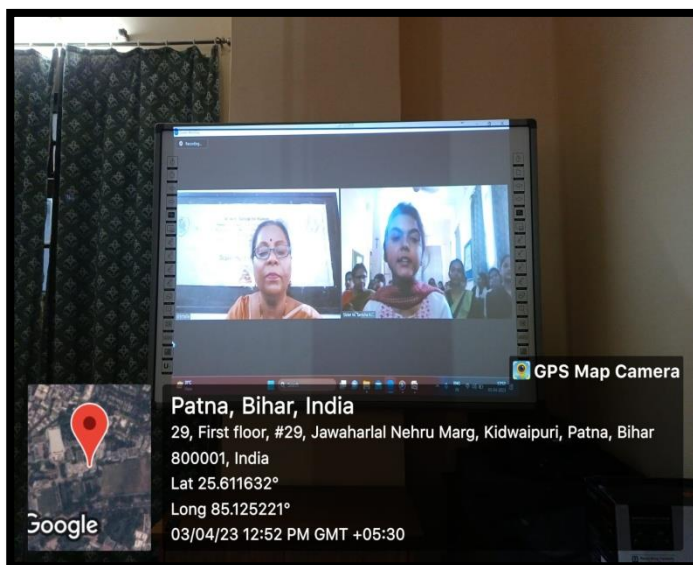 Recording...
GPS Map Camera
Patna, Bihar, India
29, First floor, #29, Jawaharlal Nehru Marg, Kidwaipuri, Patna, Bihar
800001, India
Lat 25.611632°
Long 85.125221°
03/04/23 12:52 PM GMT +05:30
Google